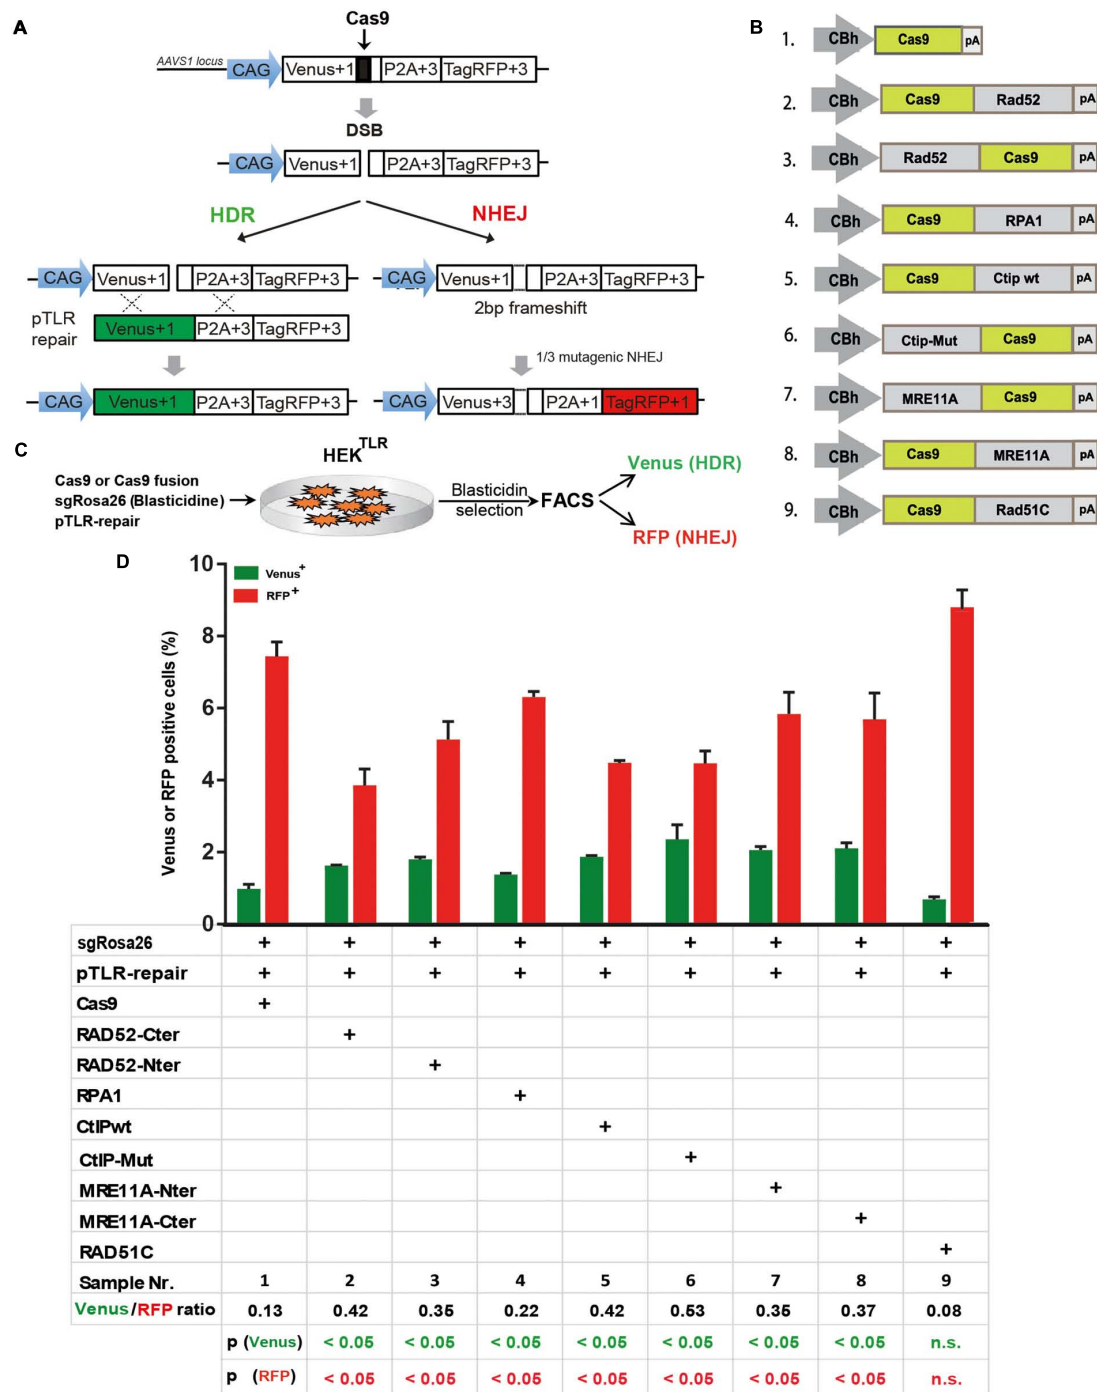 A
Cas9
AAVS1 locus
CAG
Venus+1
P2A+3
TagRFP+3
DSB
CAG
Venus+1
P2A+3
TagRFP+3
HDR
NHEJ
CAG
Venus+1
P2A+3
TagRFP+3
CAG
Venus+1
P2A+3
TagRFP+3
2bp frameshift
pTLR repair
Venus+1
P2A+3
TagRFP+3
1/3 mutagenic NHEJ
CAG
Venus+1
P2A+3
TagRFP+3
CAG
Venus+3
P2A+1
TagRFP+1
B
1. CBh Cas9 pA
2. CBh Cas9 Rad52 pA
3. CBh Rad52 Cas9 pA
4. CBh Cas9 RPA1 pA
5. CBh Cas9 Ctip wt pA
6. CBh Ctip-Mut Cas9 pA
7. CBh MRE11A Cas9 pA
8. CBh Cas9 MRE11A pA
9. CBh Cas9 Rad51C pA
C
HEK TLR
Cas9 or Cas9 fusion
sgRosa26 (Blasticidine)
pTLR-repair
Blasticidin
selection
FACS
Venus (HDR)
RFP (NHEJ)
D
Venus+
RFP+
Venus or RFP positive cells (%)
10
8
6
4
2
0
sgRosa26 + + + + + + + + +
pTLR-repair + + + + + + + + +
Cas9 +
RAD52-Cter +
RAD52-Nter +
RPA1 +
CtIPwt +
CtIP-Mut +
MRE11A-Nter +
MRE11A-Cter +
RAD51C +
Sample Nr. 1 2 3 4 5 6 7 8 9
Venus/RFP ratio 0.13 0.42 0.35 0.22 0.42 0.53 0.35 0.37 0.08
p (Venus) < 0.05 < 0.05 < 0.05 < 0.05 < 0.05 < 0.05 < 0.05 n.s.
p (RFP) < 0.05 < 0.05 < 0.05 < 0.05 < 0.05 < 0.05 < 0.05 n.s.